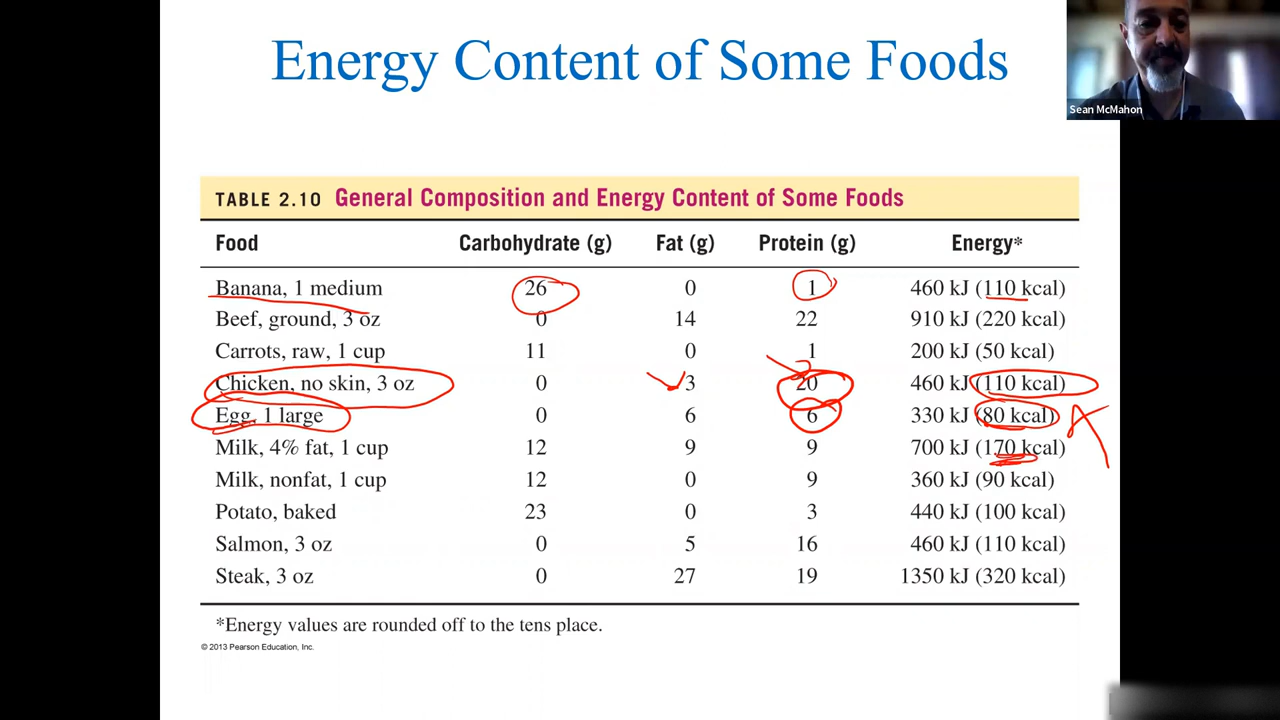 Energy Content of Some Foods
Sean McMahon
TABLE 2.10 General Composition and Energy Content of Some Foods
Food Carbohydrate (g) Fat (g) Protein (g) Energy*
Banana, 1 medium 26 0 1 460 kJ (110 kcal)
Beef, ground, 3 oz 0 14 22 910 kJ (220 kcal)
Carrots, raw, 1 cup 11 0 1 200 kJ (50 kcal)
Chicken, no skin, 3 oz 0 3 20 460 kJ (110 kcal)
Egg, 1 large 0 6 6 330 kJ (80 kcal)
Milk, 4% fat, 1 cup 12 9 9 700 kJ (170 kcal)
Milk, nonfat, 1 cup 12 0 9 360 kJ (90 kcal)
Potato, baked 23 0 3 440 kJ (100 kcal)
Salmon, 3 oz 0 5 16 460 kJ (110 kcal)
Steak, 3 oz 0 27 19 1350 kJ (320 kcal)
*Energy values are rounded off to the tens place.
© 2013 Pearson Education, Inc.